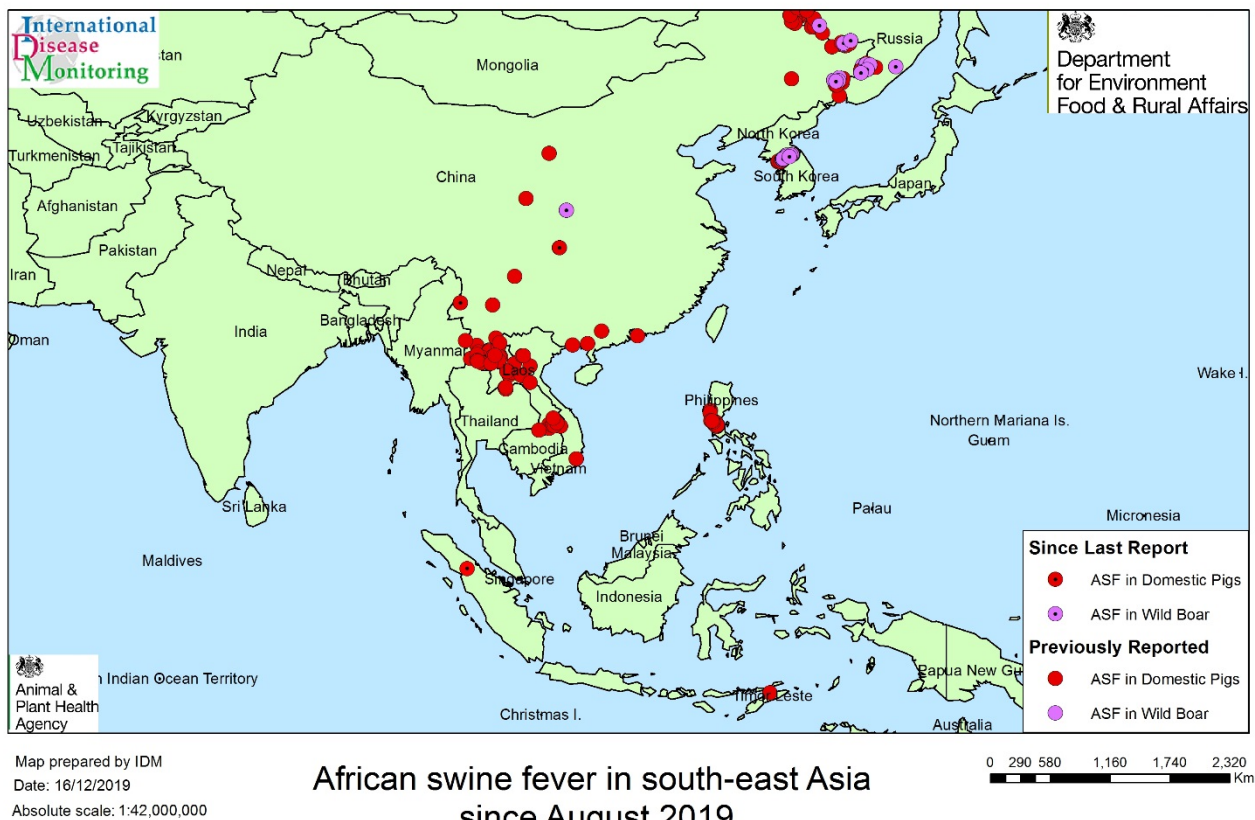 International
Disease
Monitoring
Department
for Environment
Food & Rural Affairs
Russia
Mongolia
stan
Uzbekistan
Kyrgyzstan
Turkmenistan
Tajikistan
North Korea
China
South Korea
Japan
Afghanistan
Pakistan
Iran
Nepal
Bhutan
Bangladesh
India
Oman
Myanmar
Laos
Wake I.
Philippines
Thailand
Northern Mariana Is.
Guam
Cambodia
Vietnam
Sri Lanka
Palau
Micronesia
Brunei
Malaysia
Maldives
Singapore
Indonesia
Since Last Report
ASF in Domestic Pigs
ASF in Wild Boar
Previously Reported
ASF in Domestic Pigs
ASF in Wild Boar
Papua New Gu
n Indian Ocean Territory
Timor Leste
Christmas I.
Australia
Animal &
Plant Health
Agency
Map prepared by IDM
Date: 16/12/2019
Absolute scale: 1:42,000,000
African swine fever in south-east Asia
since August 2019
0 290 580 1,160 1,740 2,320
Km